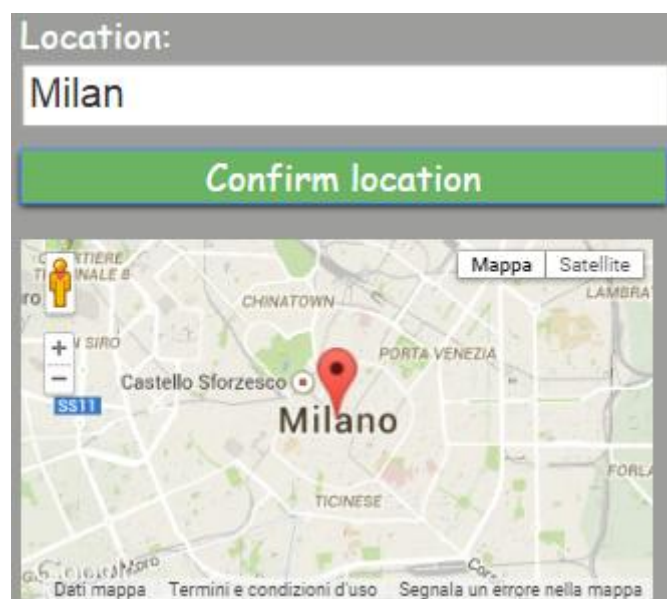 Location:
Milan
Confirm location
Mappa Satellite
CHINATOWN
PORTA VENEZIA
Castello Sforzesco
SS11
Milano
TICINESE
Dati mappa Termini e condizioni d'uso Segnala un errore nella mappa